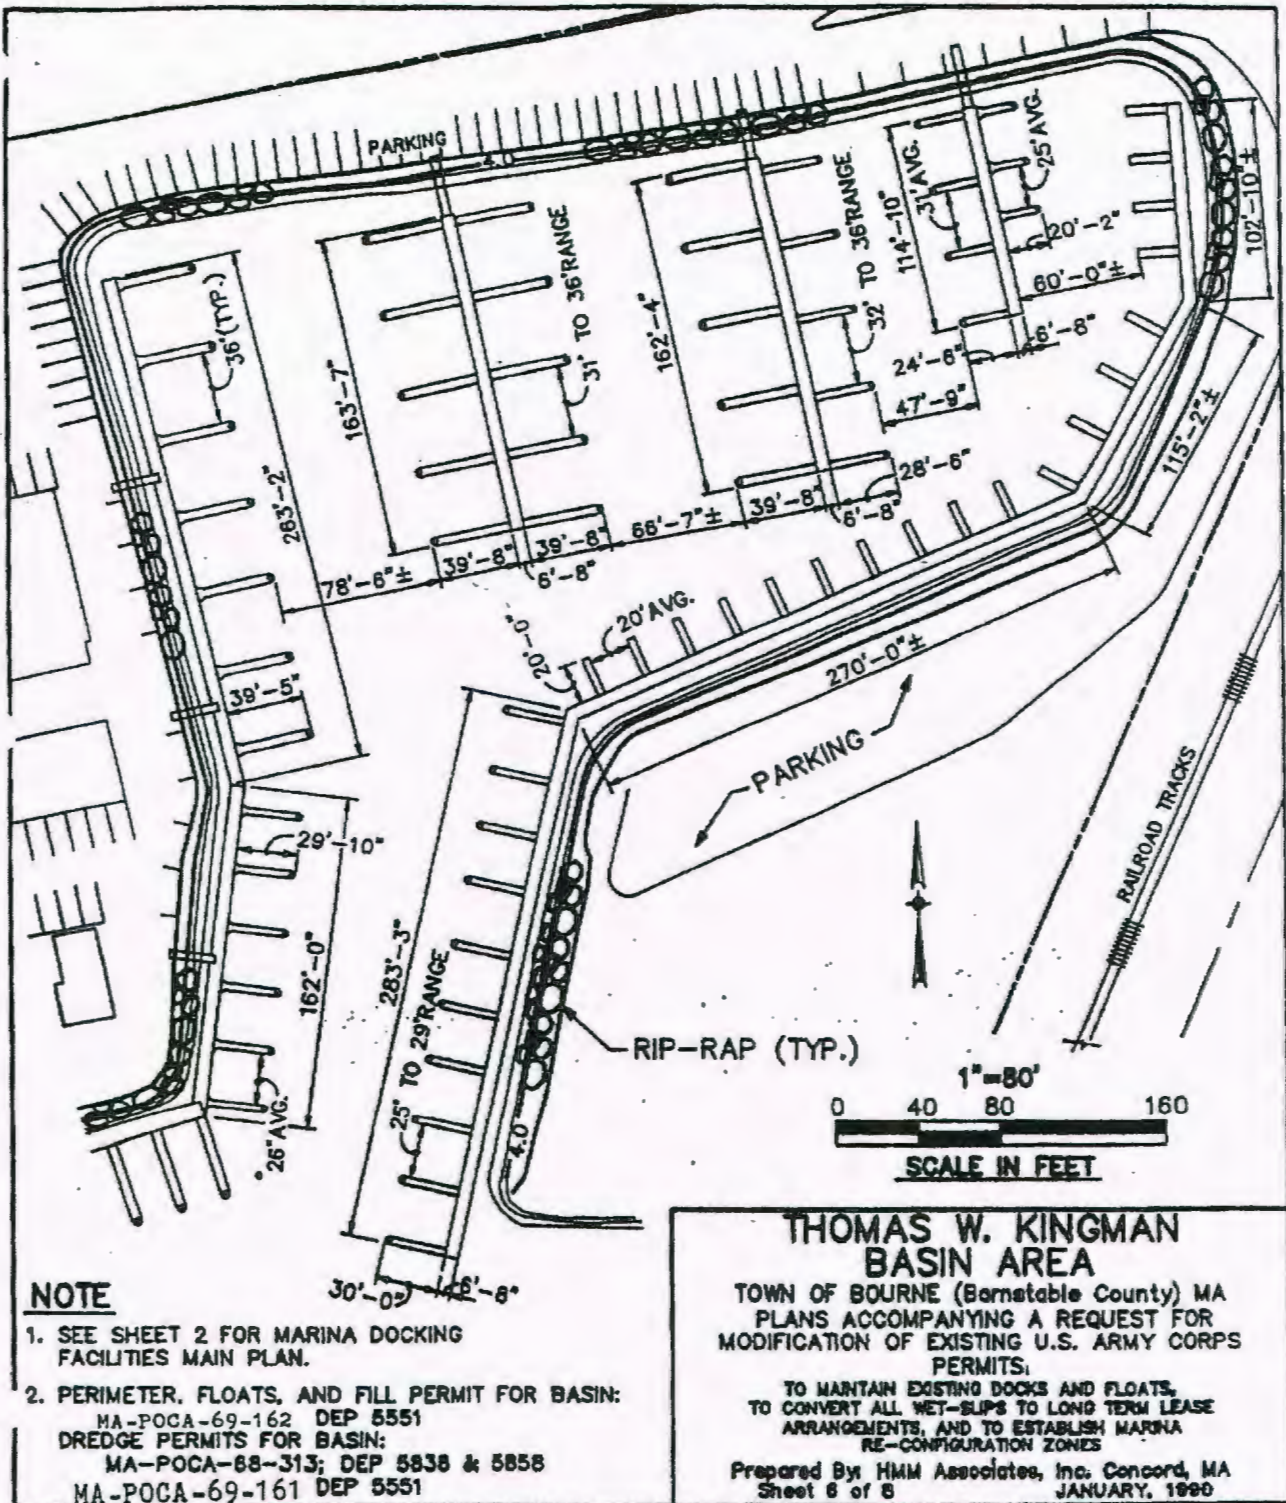 PARKING
4.0
36'(TYP.)
263'-2"
163'-7"
31' TO 36'RANGE
162'-4"
32' TO 36'RANGE
114'-10"
31' AVG.
25' AVG.
20'-2"
60'-0"±
102'-10"±
24'-6"
6'-8"
47'-9"
28'-6"
6'-8"
39'-8"
66'-7"±
39'-8"
6'-8"
39'-8"
78'-6"±
115'-2"±
39'-5"
20'-0"
20' AVG.
270'-0"±
PARKING
RAILROAD TRACKS
29'-10"
162'-0"
26' AVG.
283'-3"
25' TO 29'RANGE
4.0
RIP-RAP (TYP.)
30'-0"
6'-8"
1"=80'
0 40 80 160
SCALE IN FEET
NOTE
1. SEE SHEET 2 FOR MARINA DOCKING
FACILITIES MAIN PLAN.
2. PERIMETER. FLOATS. AND FILL PERMIT FOR BASIN:
MA-POCA-69-162 DEP 5551
DREDGE PERMITS FOR BASIN:
MA-POCA-68-313; DEP 5838 & 5858
MA-POCA-69-161 DEP 5551
THOMAS W. KINGMAN
BASIN AREA
TOWN OF BOURNE (Barnstable County) MA
PLANS ACCOMPANYING A REQUEST FOR
MODIFICATION OF EXISTING U.S. ARMY CORPS
PERMITS:
TO MAINTAIN EXISTING DOCKS AND FLOATS,
TO CONVERT ALL WET-SLIPS TO LONG TERM LEASE
ARRANGEMENTS, AND TO ESTABLISH MARINA
RE-CONFIGURATION ZONES
Prepared By: HMM Associates, Inc. Concord, MA
Sheet 6 of 8 JANUARY, 1990